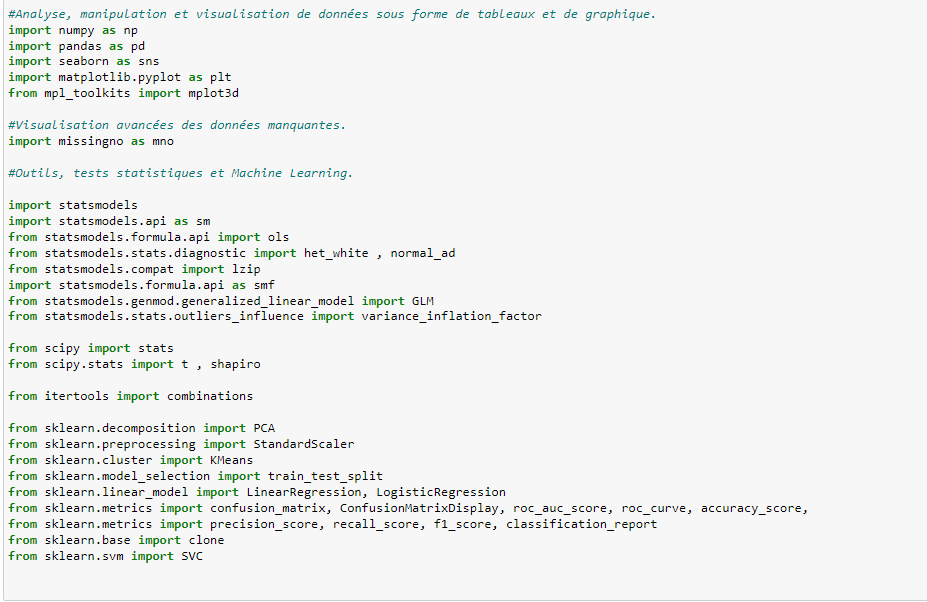 #Analyse, manipulation et visualisation de données sous forme de tableaux et de graphique.
import numpy as np
import pandas as pd
import seaborn as sns
import matplotlib.pyplot as plt
from mpl_toolkits import mplot3d
#Visualisation avancées des données manquantes.
import missingno as mno
#Outils, tests statistiques et Machine Learning.
import statsmodels
import statsmodels.api as sm
from statsmodels.formula.api import ols
from statsmodels.stats.diagnostic import het_white , normal_ad
from statsmodels.compat import lzip
import statsmodels.formula.api as smf
from statsmodels.genmod.generalized_linear_model import GLM
from statsmodels.stats.outliers_influence import variance_inflation_factor
from scipy import stats
from scipy.stats import t , shapiro
from itertools import combinations
from sklearn.decomposition import PCA
from sklearn.preprocessing import StandardScaler
from sklearn.cluster import KMeans
from sklearn.model_selection import train_test_split
from sklearn.linear_model import LinearRegression, LogisticRegression
from sklearn.metrics import confusion_matrix, ConfusionMatrixDisplay, roc_auc_score, roc_curve, accuracy_score,
from sklearn.metrics import precision_score, recall_score, f1_score, classification_report
from sklearn.base import clone
from sklearn.svm import SVC